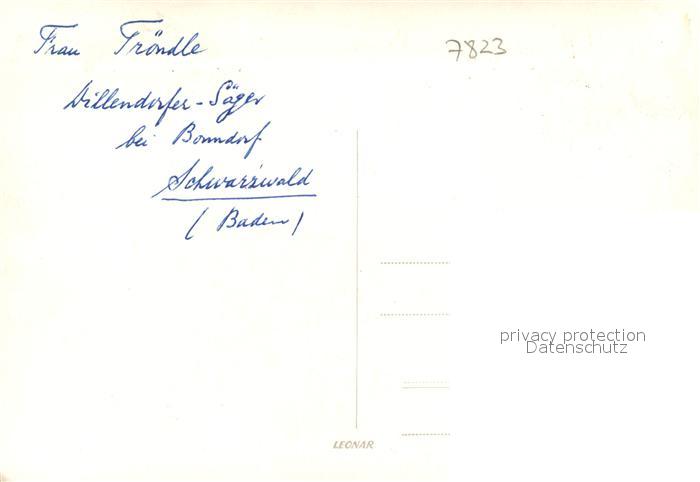 Frau Tröndle
7823
Dillendorfer-Säger
bei Bonndorf
Schwarzwald
(Baden)
privacy protection
Datenschutz
LEONAR